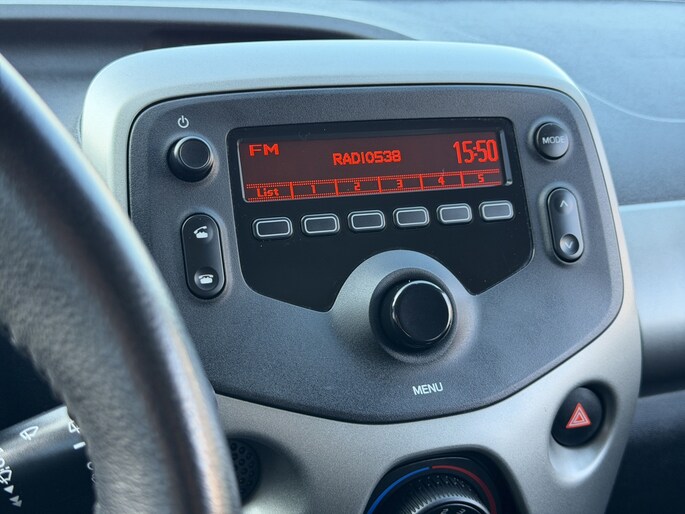 FM
RADIO538
15:50
List 1 2 3 4 5
MODE
MENU